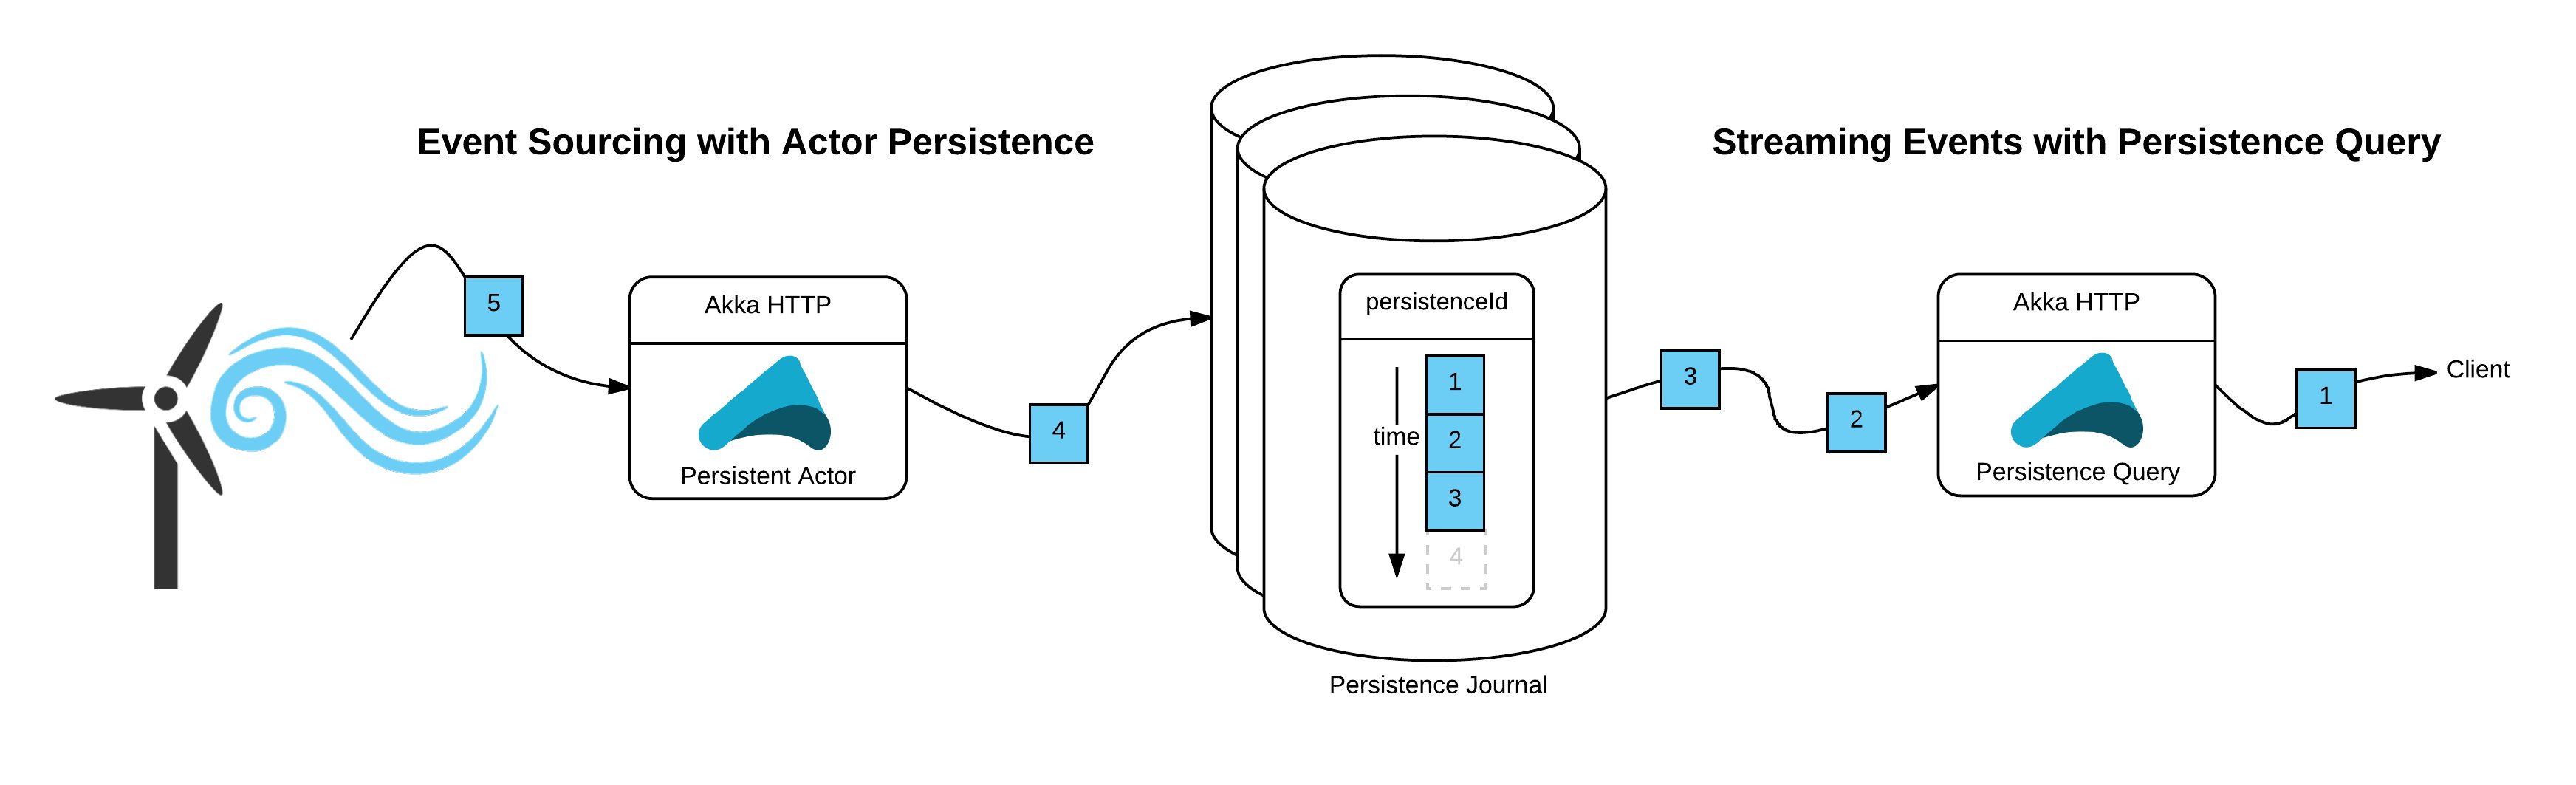 Event Sourcing with Actor Persistence
Streaming Events with Persistence Query
5
Akka HTTP
Persistent Actor
4
persistenceId
time
1
2
3
4
Persistence Journal
3
2
Akka HTTP
Persistence Query
1
Client